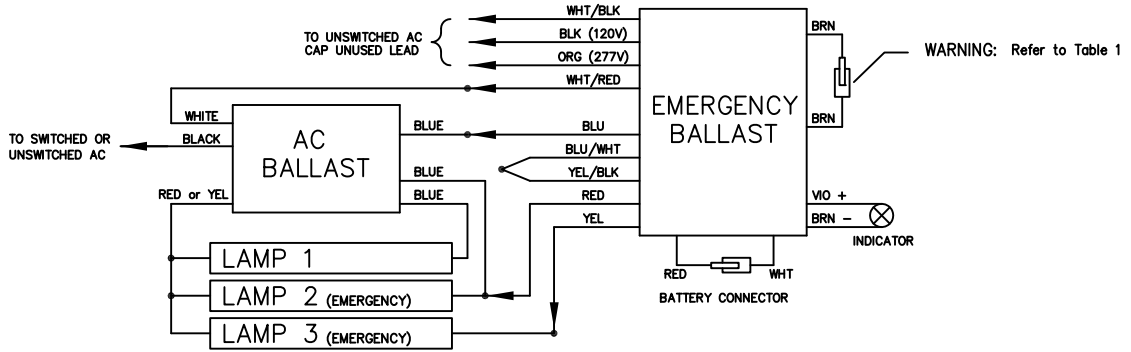 WHT/BLK
BLK (120V)
ORG (277V)
WHT/RED
TO UNSWITCHED AC
CAP UNUSED LEAD
EMERGENCY
BALLAST
BRN
BRN
WARNING: Refer to Table 1
WHITE
BLACK
TO SWITCHED OR
UNSWITCHED AC
AC
BALLAST
BLUE
BLU
BLU/WHT
YEL/BLK
BLUE
BLUE
RED
YEL
RED or YEL
VIO +
BRN -
INDICATOR
RED
WHT
BATTERY CONNECTOR
LAMP 1
LAMP 2 (EMERGENCY)
LAMP 3 (EMERGENCY)